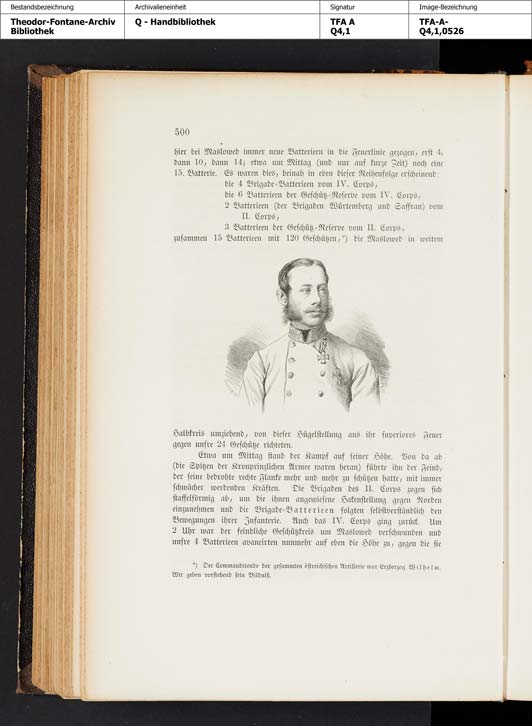 Bestandsbezeichnung
Theodor-Fontane-Archiv
Bibliothek
Archivalieneinheit
Q - Handbibliothek
Signatur
TFA A
Q4,1
Image-Bezeichnung
TFA-A-
Q4,1,0526
500
hier bei Maslowed immer neue Batterieen in die Feuerlinie gezogen, erst 4,
dann 10, dann 14; etwa um Mittag (und nur auf kurze Zeit) noch eine
15. Batterie. Es waren dies, beinah in eben dieser Reihenfolge erscheinend:
die 4 Brigade-Batterieen vom IV. Corps,
die 6 Batterieen der Geschütz-Reserve vom IV. Corps,
2 Batterieen (der Brigaden Würtemberg und Saffran) vom
II. Corps,
3 Batterieen der Geschütz-Reserve vom II. Corps,
zusammen 15 Batterieen mit 120 Geschützen,*) die Maslowed in weitem
Halbkreis umziehend, von dieser Hügelstellung aus ihr superiores Feuer
gegen unsre 24 Geschütze richteten.
Etwa um Mittag stand der Kampf auf seiner Höhe. Von da ab
(die Spitzen der Kronprinzlichen Armee waren heran) führte ihn der Feind,
der seine bedrohte rechte Flanke mehr und mehr zu schützen hatte, mit immer
schwächer werdenden Kräften. Die Brigaden des II. Corps zogen sich
staffelförmig ab, um die ihnen angewiesene Hakenstellung gegen Norden
einzunehmen und die Brigade-Batterieen folgten selbstverständlich den
Bewegungen ihrer Infanterie. Auch das IV. Corps ging zurück. Um
2 Uhr war der feindliche Geschützkreis um Maslowed verschwunden und
unsre 4 Batterieen avancirten nunmehr auf eben die Höhe zu, gegen die sie
*) Der Commandirende der gesammten östreichischen Artillerie war Erzherzog Wilhelm.
Wir geben vorstehend sein Bildniß.